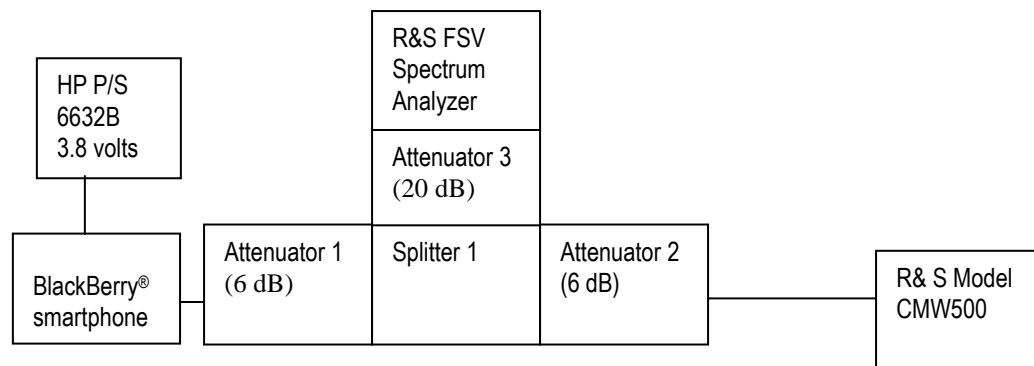 HP P/S
6632B
3.8 volts
R&S FSV
Spectrum
Analyzer
Attenuator 3
(20 dB)
BlackBerry®
smartphone
Attenuator 1
(6 dB)
Splitter 1
Attenuator 2
(6 dB)
R& S Model
CMW500